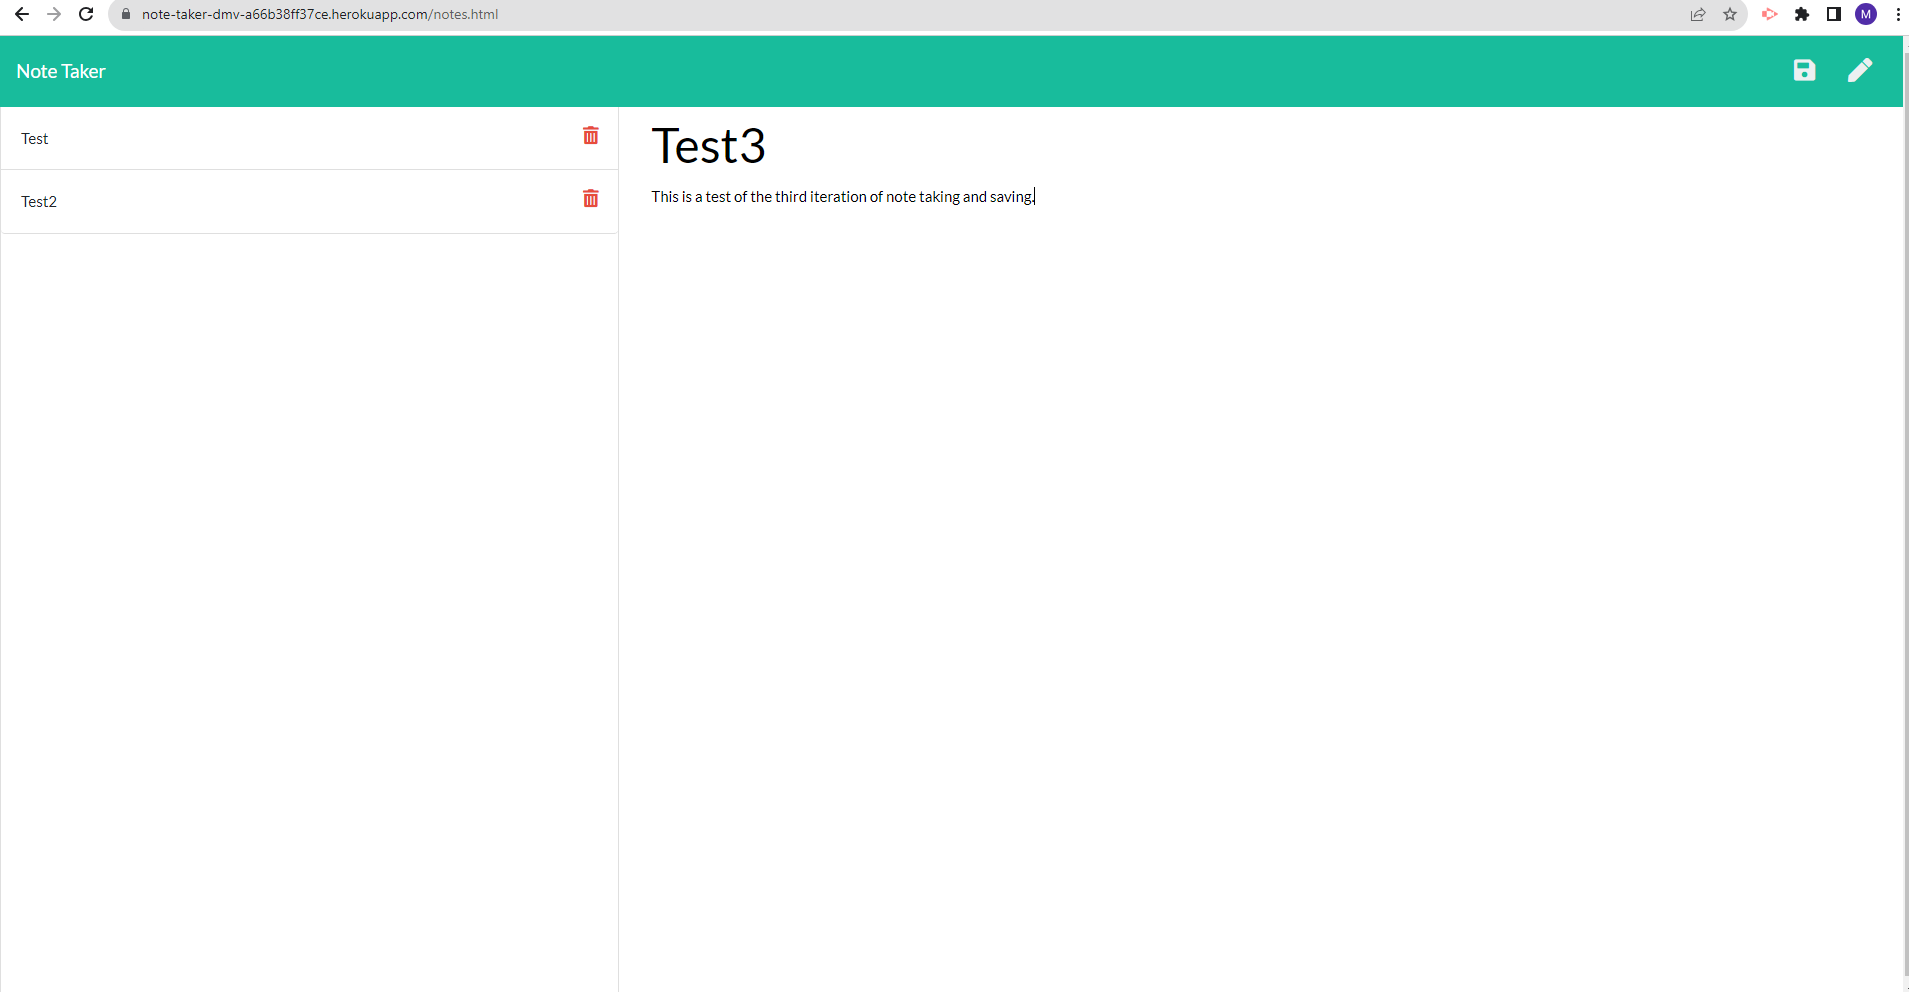 note-taker-dmv-a66b38ff37ce.herokuapp.com/notes.html
M
Note Taker
Test
Test2
Test3
This is a test of the third iteration of note taking and saving.